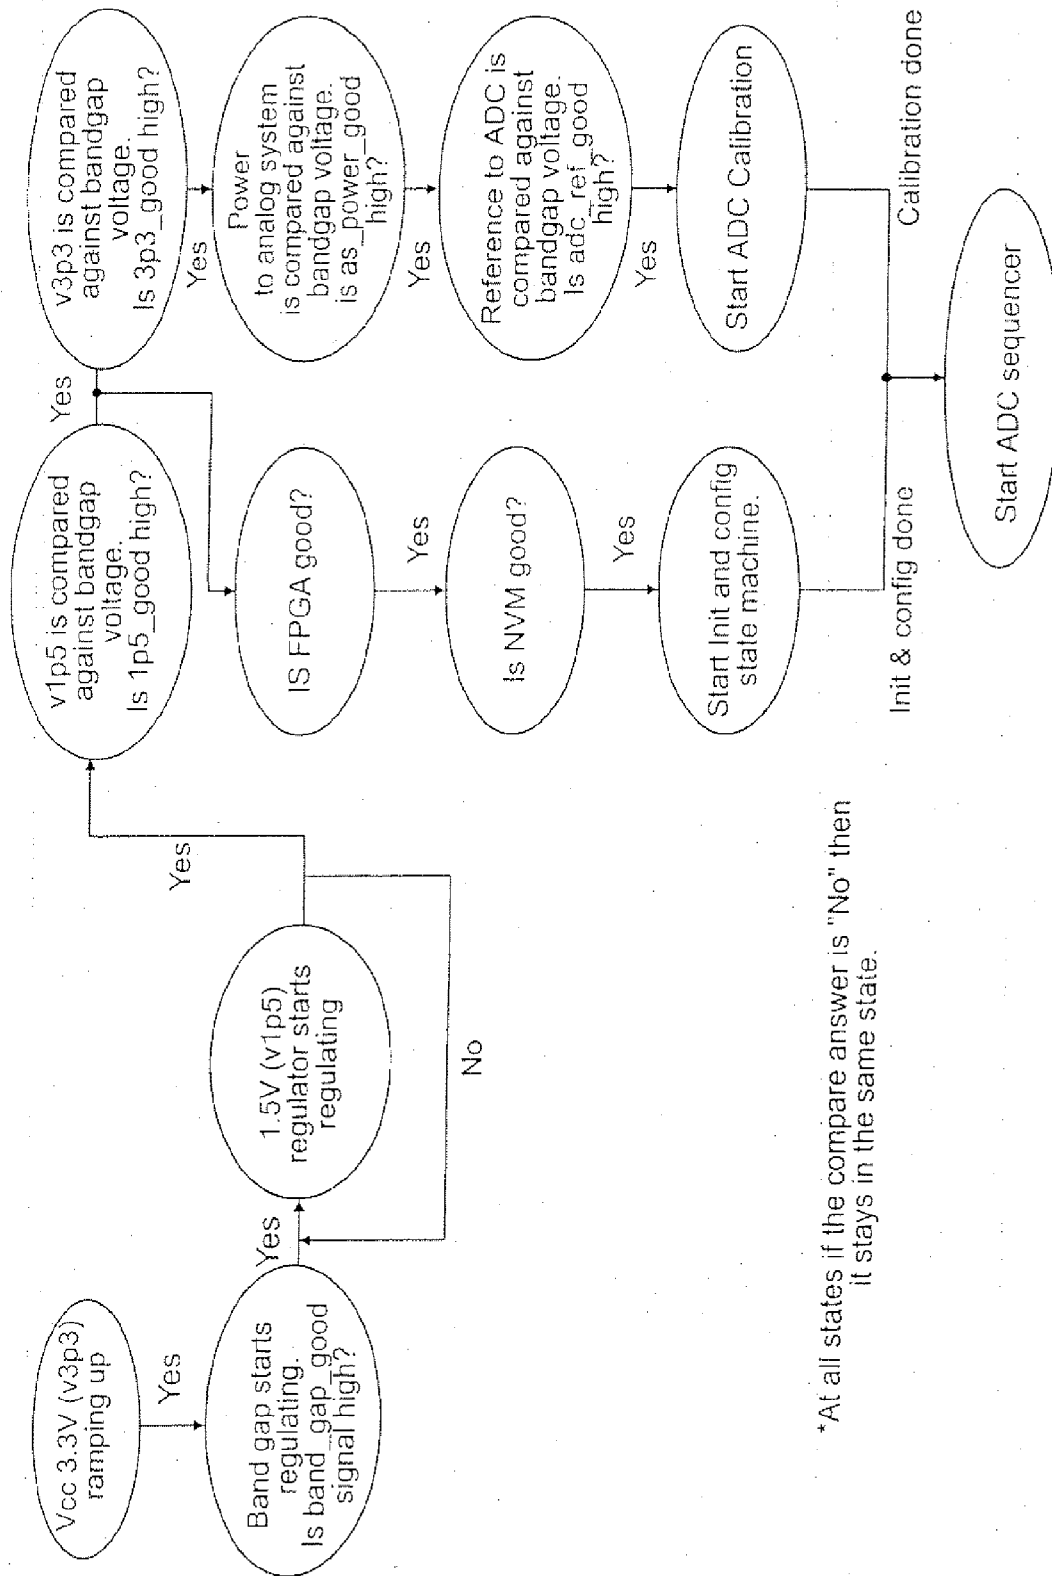 Vcc 3.3V (v3p3)
ramping up
Yes
Band gap starts
regulating.
Is band_gap_good
signal high?
Yes
1.5V (v1p5)
regulator starts
regulating
No
Yes
v1p5 is compared
against bandgap
voltage.
Is 1p5_good high?
Yes
IS FPGA good?
Yes
Is NVM good?
Yes
Start Init and config
state machine.
Init & config done
v3p3 is compared
against bandgap
voltage.
Is 3p3_good high?
Yes
Power
to analog system
is compared against
bandgap voltage.
is as_power_good
high?
Yes
Reference to ADC is
compared against
bandgap voltage.
Is adc_ref_good
high?
Yes
Start ADC Calibration
Calibration done
Start ADC sequencer
*At all states if the compare answer is "No" then
it stays in the same state.